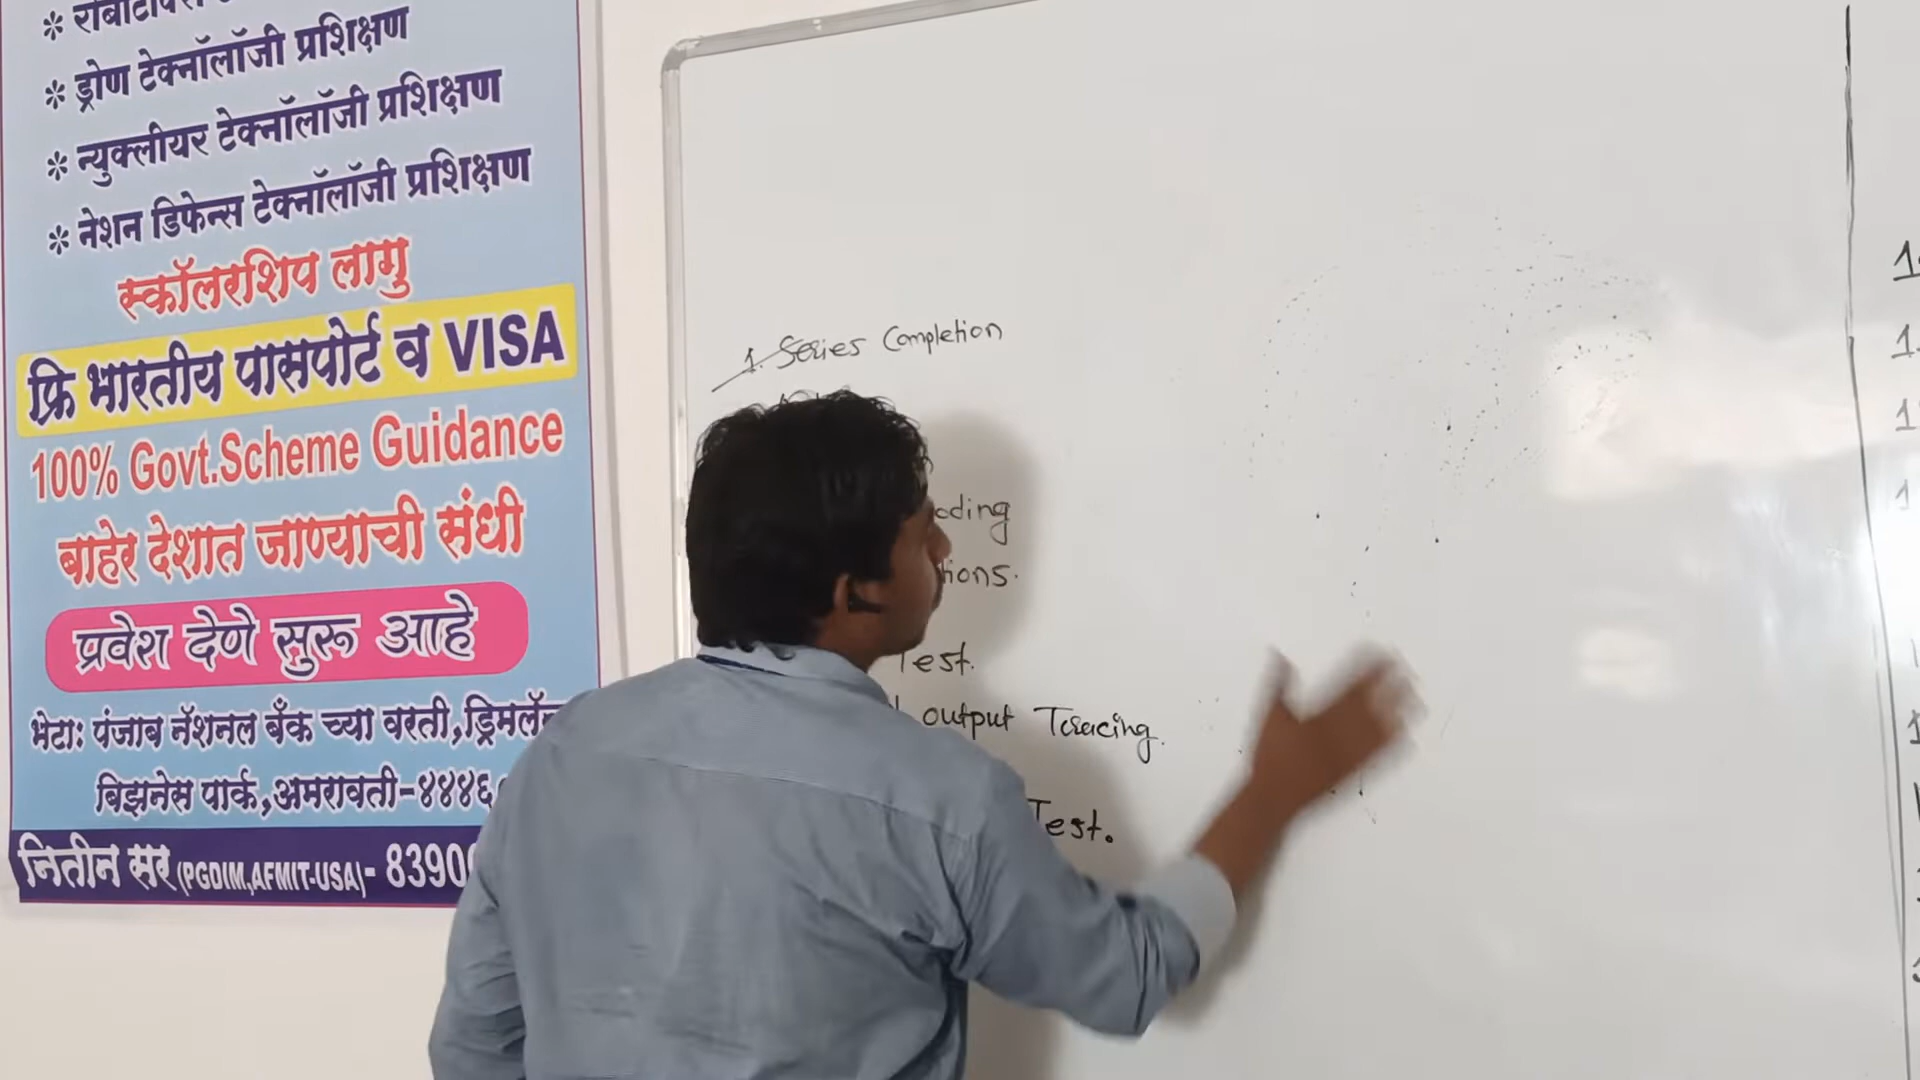 * ड्रोण टेक्नॉलॉजी प्रशिक्षण
* न्युक्लीयर टेक्नॉलॉजी प्रशिक्षण
* नेशन डिफेन्स टेक्नॉलॉजी प्रशिक्षण
स्कॉलरशिप लागु
फ्रि भारतीय पासपोर्ट व VISA
100% Govt.Scheme Guidance
बाहेर देशात जाण्याची संधी
प्रवेश देणे सुरू आहे
भेटाः पंजाब नॅशनल बँक च्या वरती,
बिझनेस पार्क,अमरावती-४४४६
नितीन सर (PGDIM,AFMIT-USA)- 8390
1. Series Completion
oding
tions.
Test.
output Tracing.
Test.